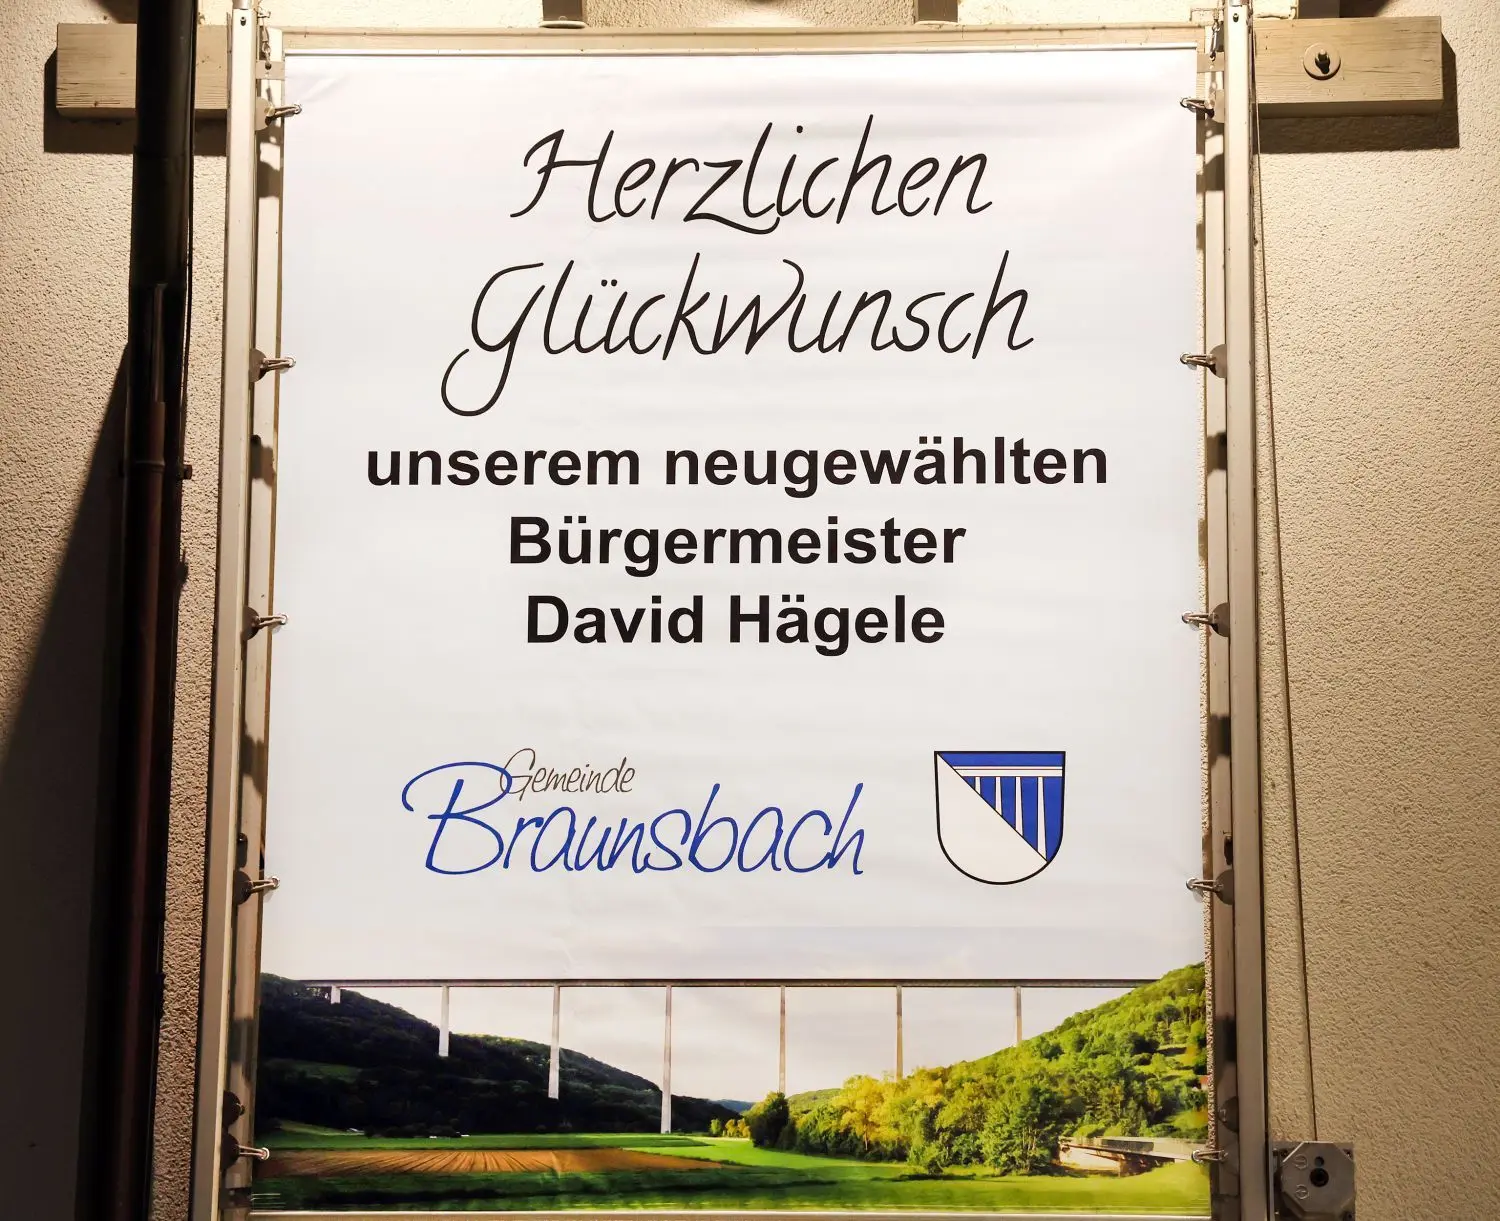 Herzlichen
Glückwunsch
unserem neugewählten
Bürgermeister
David Hägele
Gemeinde
Braunsbach